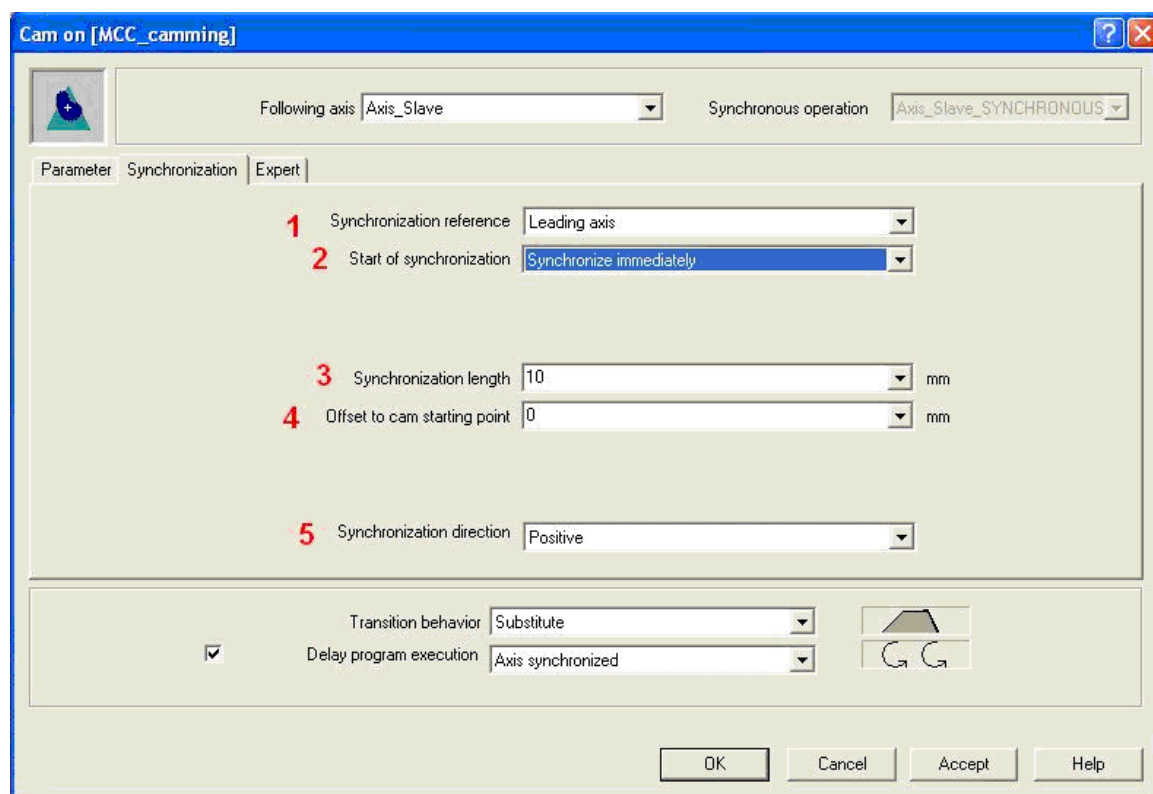 Cam on [MCC_camming]
Following axis Axis_Slave Synchronous operation Axis_Slave_SYNCHRONOUS
Parameter Synchronization Expert
1 Synchronization reference Leading axis
2 Start of synchronization Synchronize immediately
3 Synchronization length 10 mm
4 Offset to cam starting point 0 mm
5 Synchronization direction Positive
Transition behavior Substitute
Delay program execution Axis synchronized
OK Cancel Accept Help